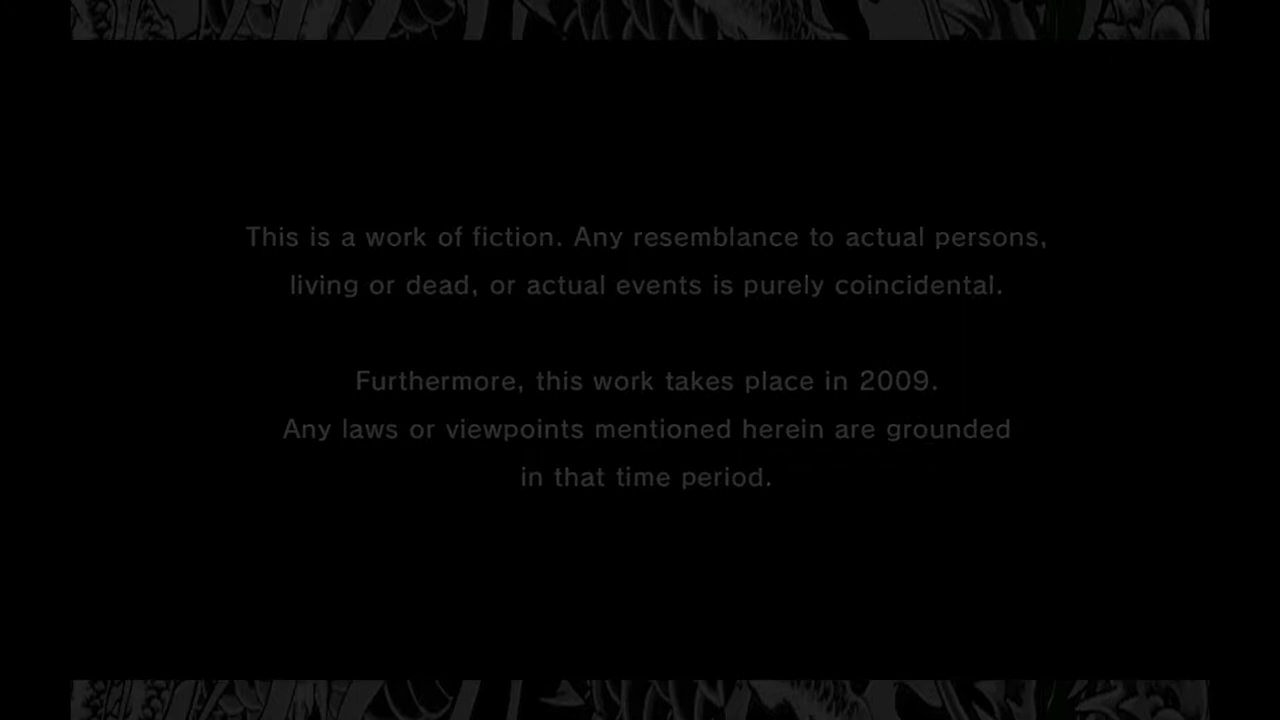 This is a work of fiction. Any resemblance to actual persons,
living or dead, or actual events is purely coincidental.
Furthermore, this work takes place in 2009.
Any laws or viewpoints mentioned herein are grounded
in that time period.